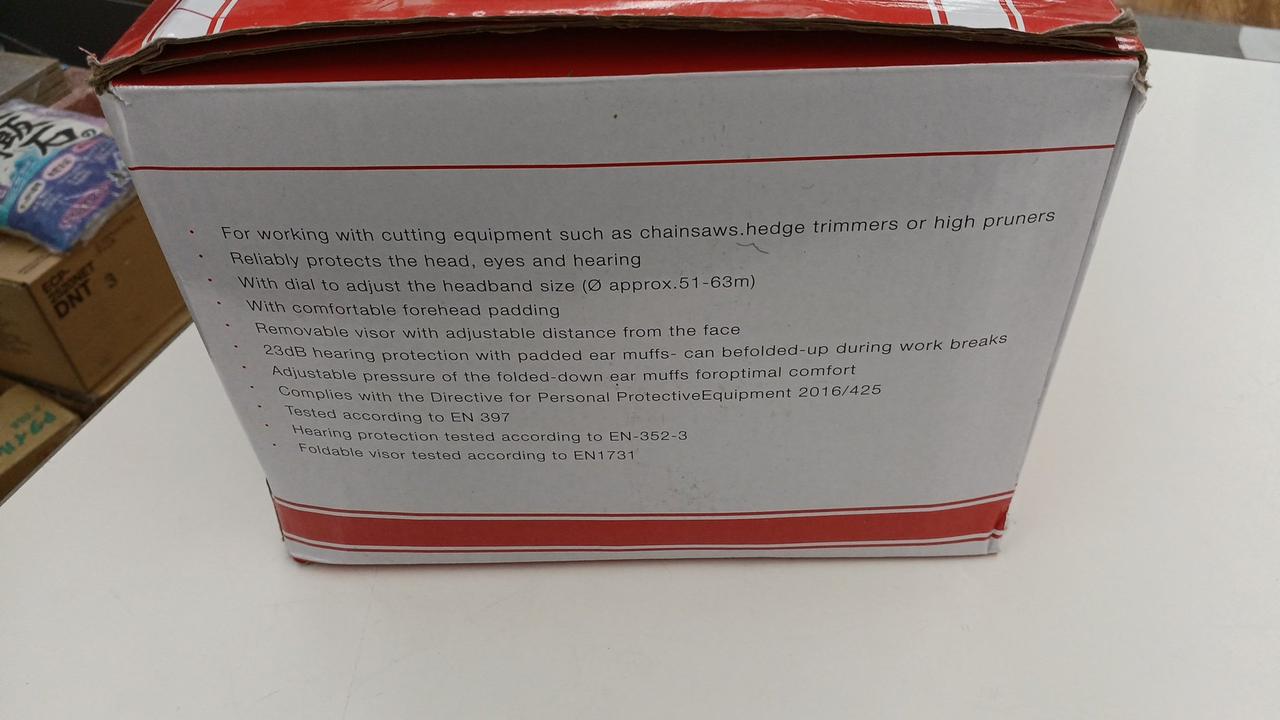 For working with cutting equipment such as chainsaws.hedge trimmers or high pruners
Reliably protects the head, eyes and hearing
With dial to adjust the headband size (Ø approx.51-63m)
With comfortable forehead padding
Removable visor with adjustable distance from the face
23dB hearing protection with padded ear muffs- can befolded-up during work breaks
Adjustable pressure of the folded-down ear muffs foroptimal comfort
Complies with the Directive for Personal ProtectiveEquipment 2016/425
Tested according to EN 397
Hearing protection tested according to EN-352-3
Foldable visor tested according to EN1731
DNT 3